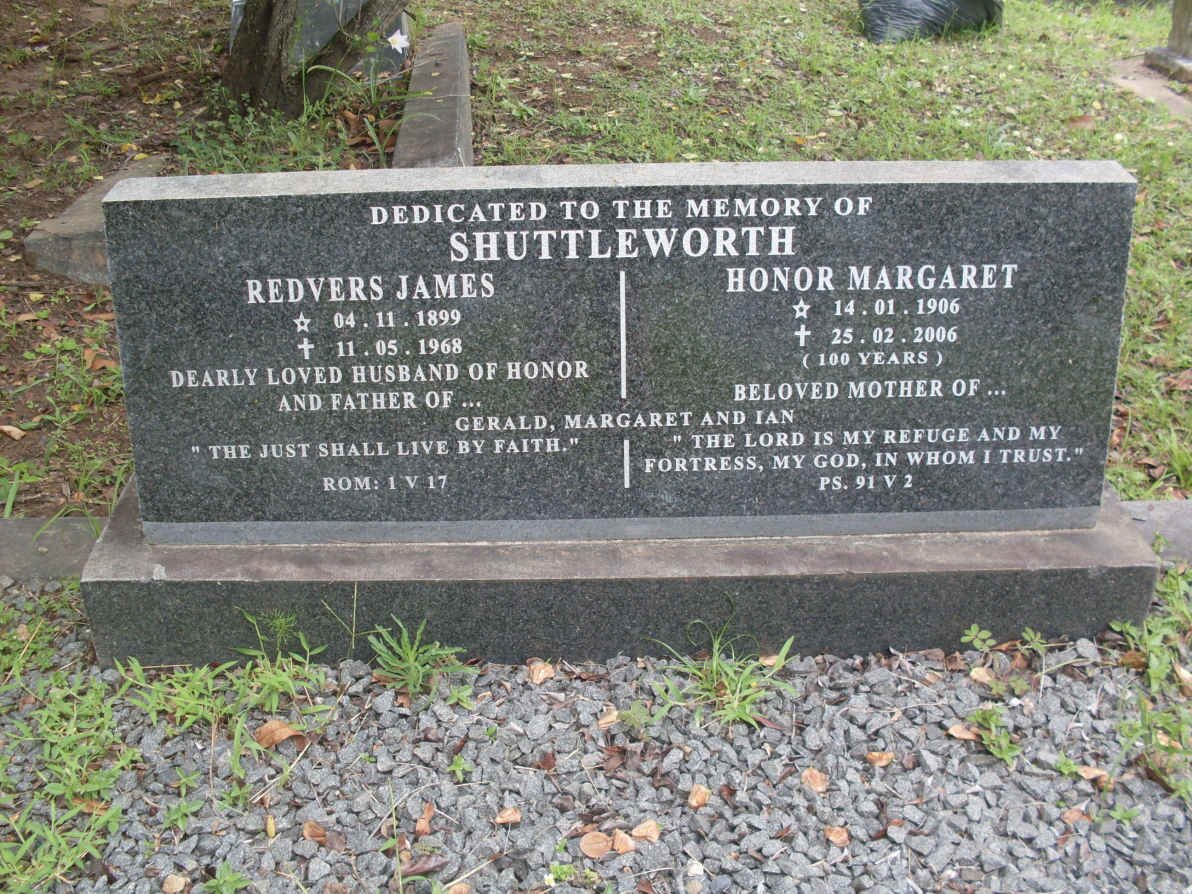 DEDICATED TO THE MEMORY OF
SHUTTLEWORTH
REDVERS JAMES
☆ 04 . 11 . 1899
✝ 11 . 05 . 1968
DEARLY LOVED HUSBAND OF HONOR
AND FATHER OF ...
HONOR MARGARET
☆ 14 . 01 . 1906
✝ 25 . 02 . 2006
( 100 YEARS )
BELOVED MOTHER OF ...
GERALD, MARGARET AND IAN
" THE JUST SHALL LIVE BY FAITH."
ROM: 1 V 17
" THE LORD IS MY REFUGE AND MY
FORTRESS, MY GOD, IN WHOM I TRUST."
PS. 91 V 2